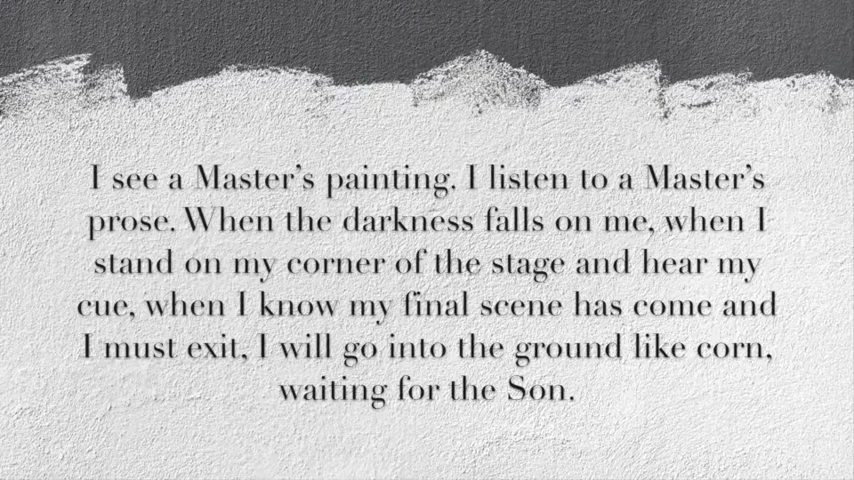 I see a Master’s painting. I listen to a Master’s
prose. When the darkness falls on me, when I
stand on my corner of the stage and hear my
cue, when I know my final scene has come and
I must exit, I will go into the ground like corn,
waiting for the Son.